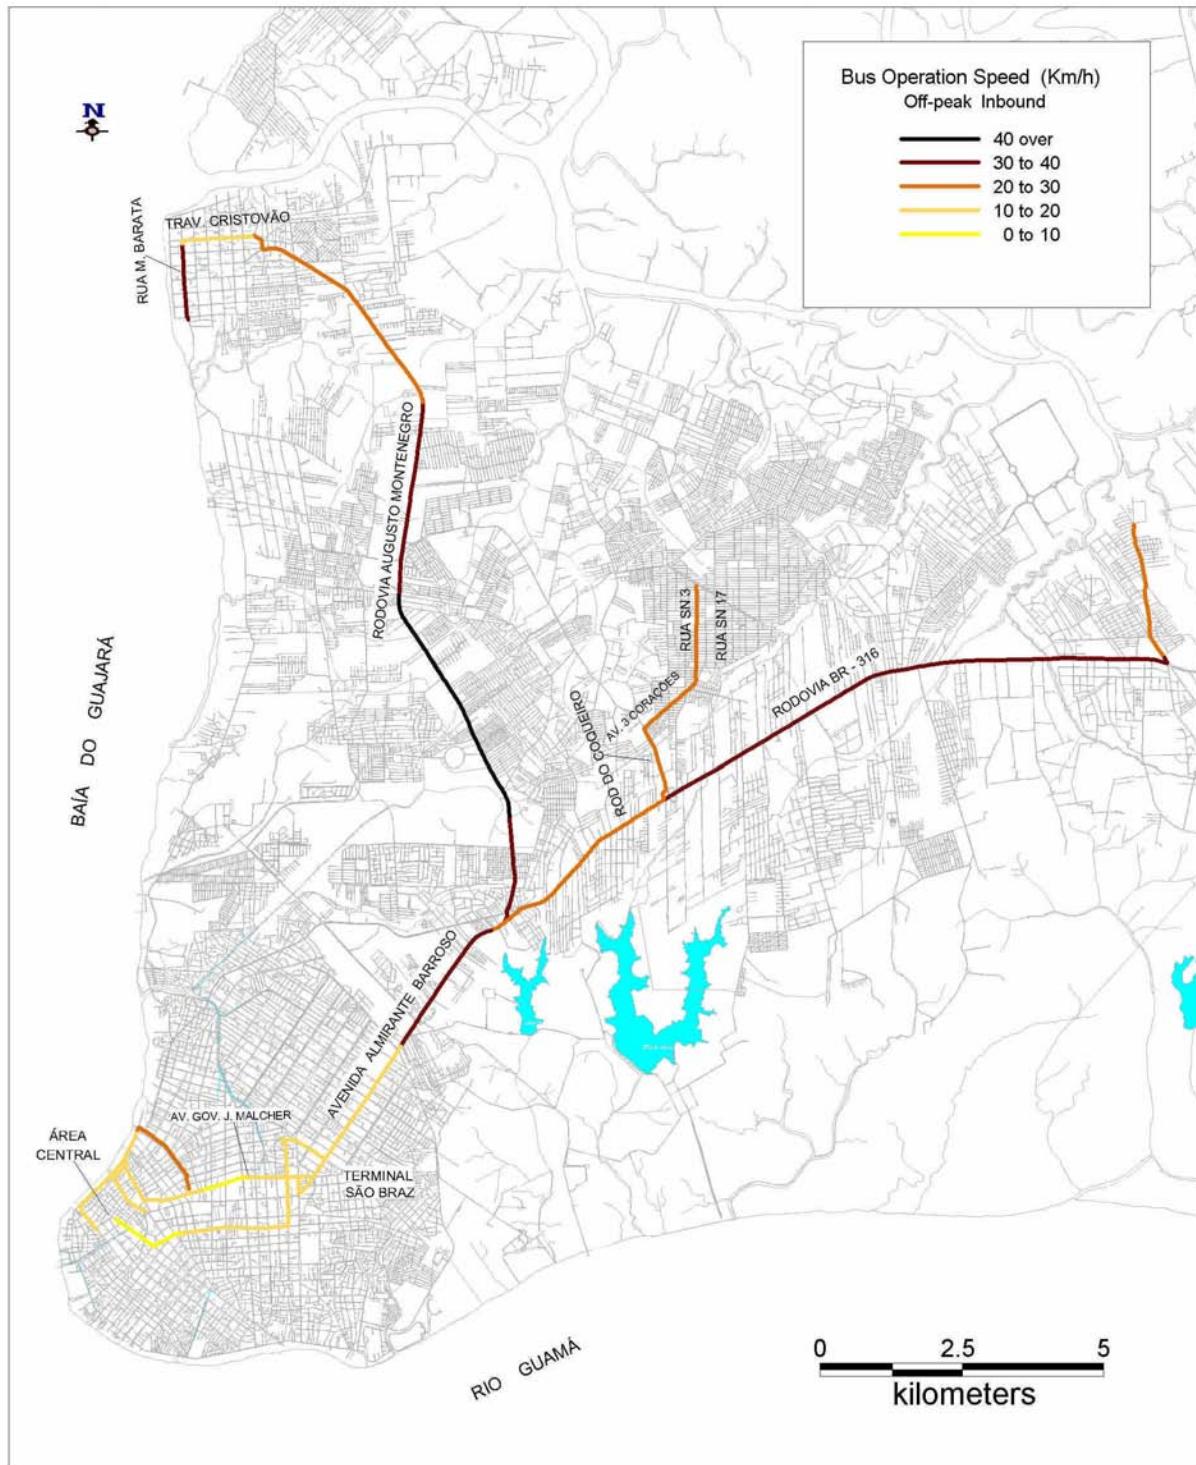 Bus Operation Speed (Km/h)
Off-peak Inbound
40 over
30 to 40
20 to 30
10 to 20
0 to 10
N
TRAV. CRISTOVÃO
RUA M. BARATA
RODOVIA AUGUSTO MONTENEGRO
RUA SN 3
RUA SN 17
AV. 3 CORAÇÕES
ROD DO COQUEIRO
RODOVIA BR - 316
BAÍA DO GUAJARÁ
AVENIDA ALMIRANTE BARROSO
AV. GOV. J. MALCHER
ÁREA
CENTRAL
TERMINAL
SÃO BRAZ
RIO GUAMÁ
0 2.5 5
kilometers